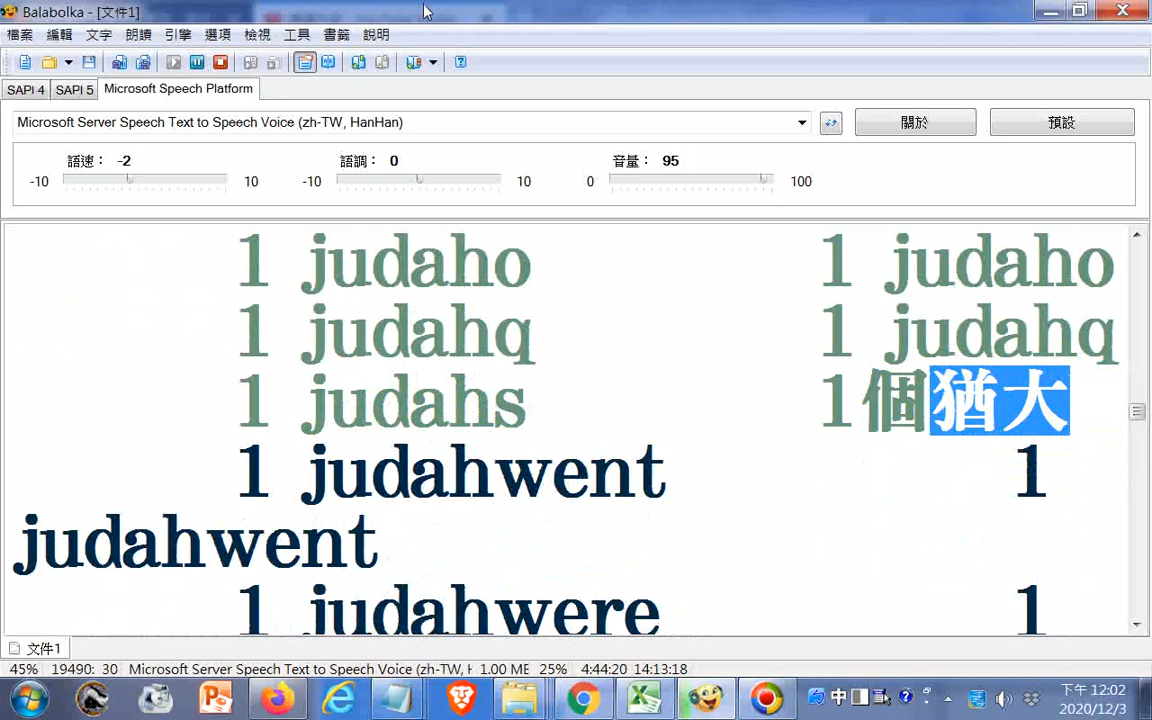 Balabolka - [文件1]
檔案 編輯 文字 朗讀 引擎 選項 檢視 工具 書籤 說明
SAPI 4 SAPI 5 Microsoft Speech Platform
Microsoft Server Speech Text to Speech Voice (zh-TW, HanHan) 關於 預設
語速： -2 語調： 0 音量： 95
-10 10 -10 10 0 100
1 judaho 1 judaho
1 judahq 1 judahq
1 judahs 1個猶大
1 judahwent 1
judahwent
1 judahwere 1
文件1
45% 19490: 30 Microsoft Server Speech Text to Speech Voice (zh-TW, 1.00 ME 25% 4:44:20 14:13:18
中 下午 12:02
2020/12/3